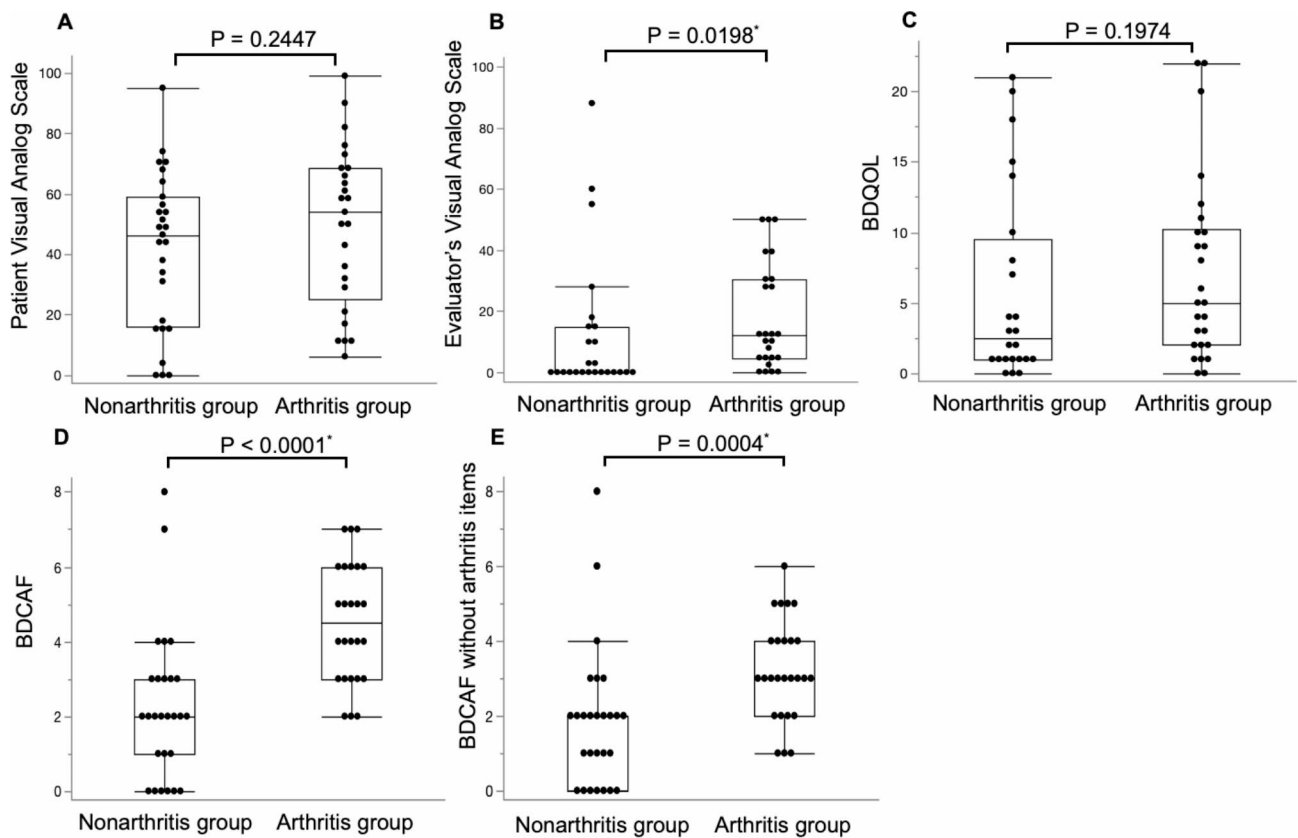 A
P = 0.2447
Patient Visual Analog Scale
100
80
60
40
20
0
Nonarthritis group
Arthritis group
B
P = 0.0198*
Evaluator's Visual Analog Scale
100
80
60
40
20
0
Nonarthritis group
Arthritis group
C
P = 0.1974
BDQOL
20
15
10
5
0
Nonarthritis group
Arthritis group
D
P < 0.0001*
BDCAF
8
6
4
2
0
Nonarthritis group
Arthritis group
E
P = 0.0004*
BDCAF without arthritis items
8
6
4
2
0
Nonarthritis group
Arthritis group